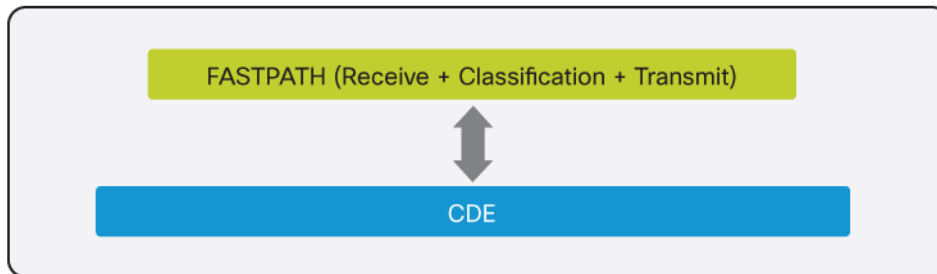 FASTPATH (Receive + Classification + Transmit)
CDE